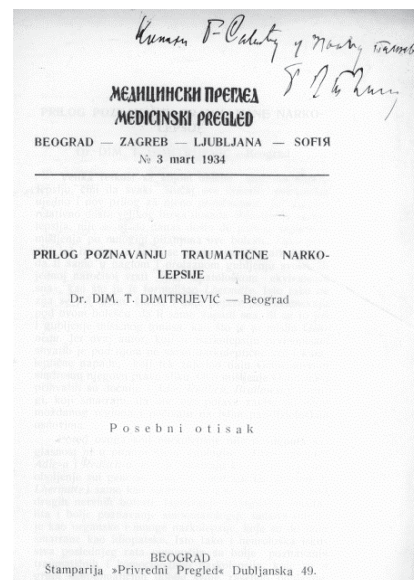 МЕДИЦИНСКИ ПРЕГЛЕД
MEDICINSKI PREGLED
BEOGRAD — ZAGREB — LJUBLJANA — SOFIЯ
№ 3 mart 1934
PRILOG POZNAVANJU TRAUMATIČNE NARKO-
LEPSIJE
Dr. DIM. T. DIMITRIJEVIĆ — Beograd
Posebni otisak
BEOGRAD
Štamparija »Privredni Pregled« Dubljanska 49.